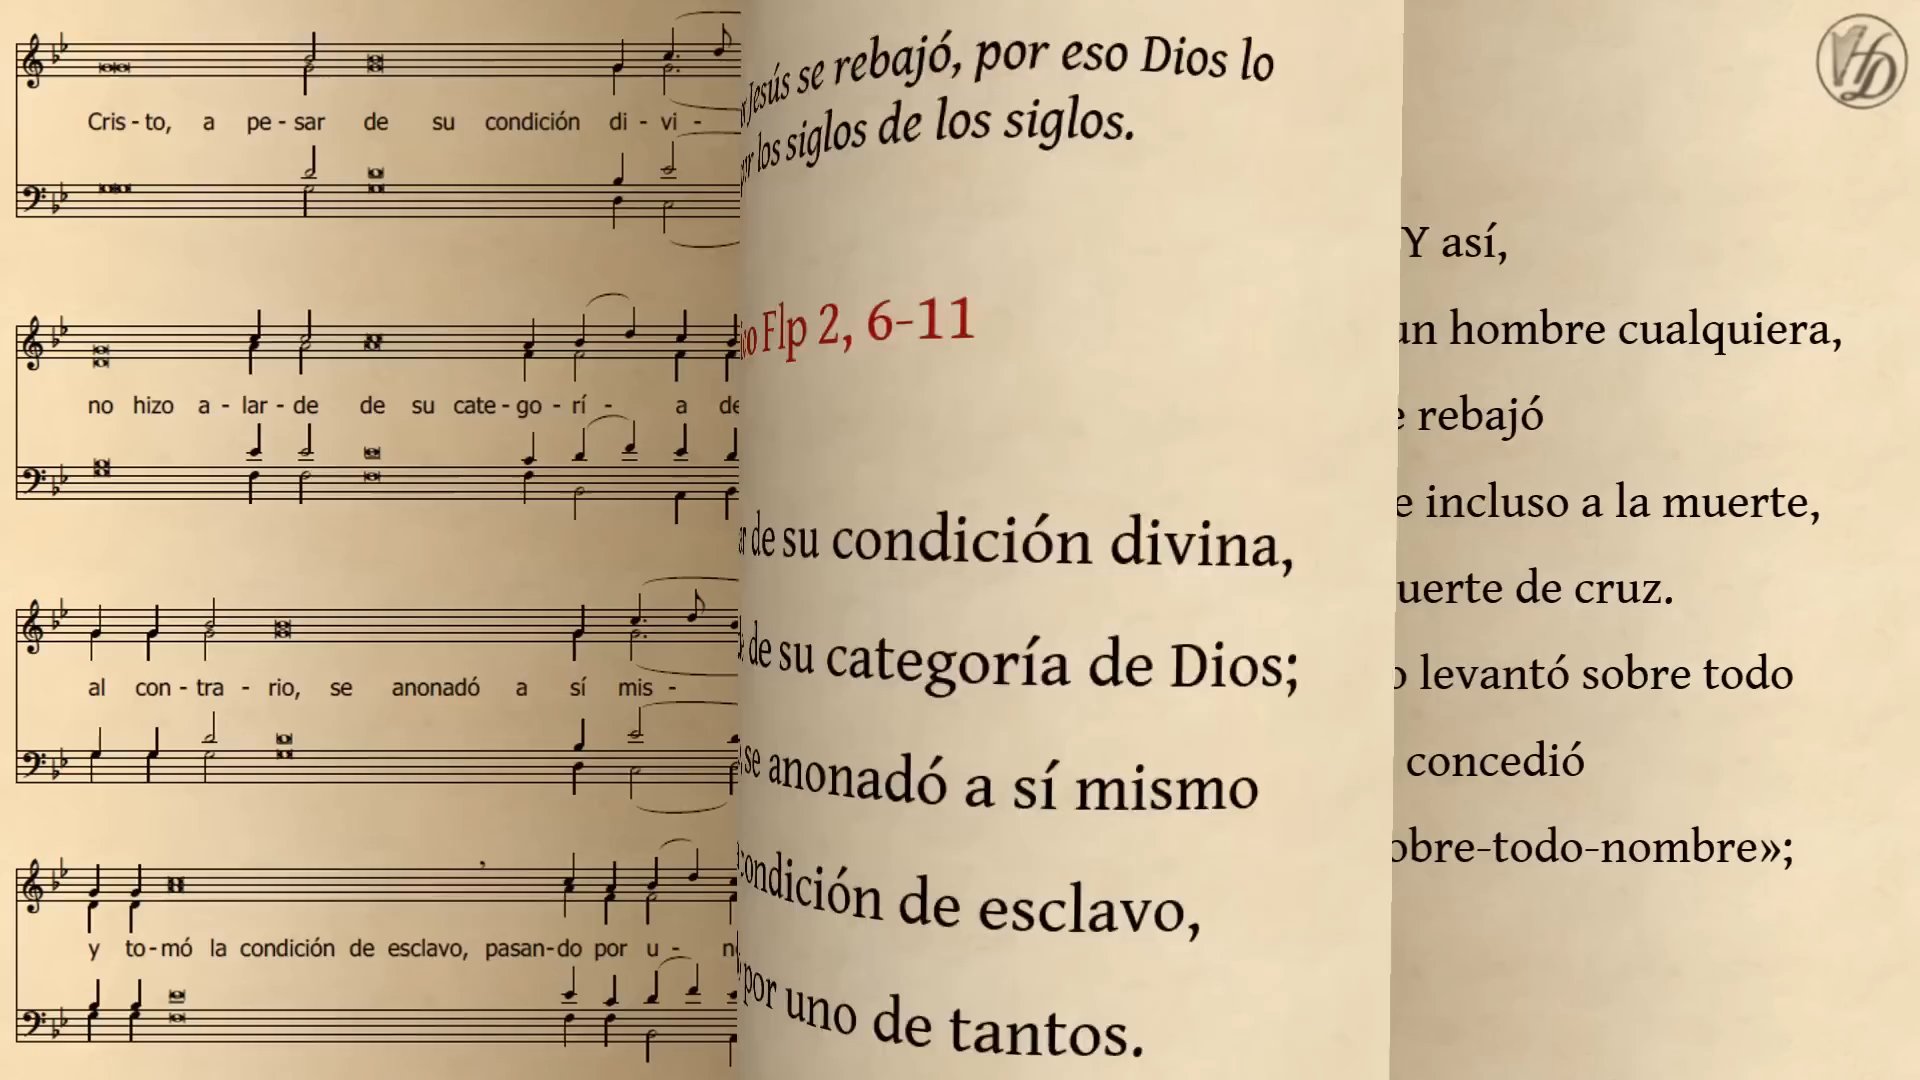 Cris - to, a pe - sar de su condición di - vi -
no hizo a - lar - de de su cate - go - rí - a de
al con - tra - rio, se anonadó a sí mis -
y to - mó la condición de esclavo, pasan - do por u -
Jesús se rebajó, por eso Dios lo
los siglos de los siglos.
Flp 2, 6-11
de su condición divina,
de su categoría de Dios;
se anonadó a sí mismo
condición de esclavo,
por uno de tantos.
HD
Y así,
un hombre cualquiera,
rebajó
incluso a la muerte,
de cruz.
levantó sobre todo
concedió